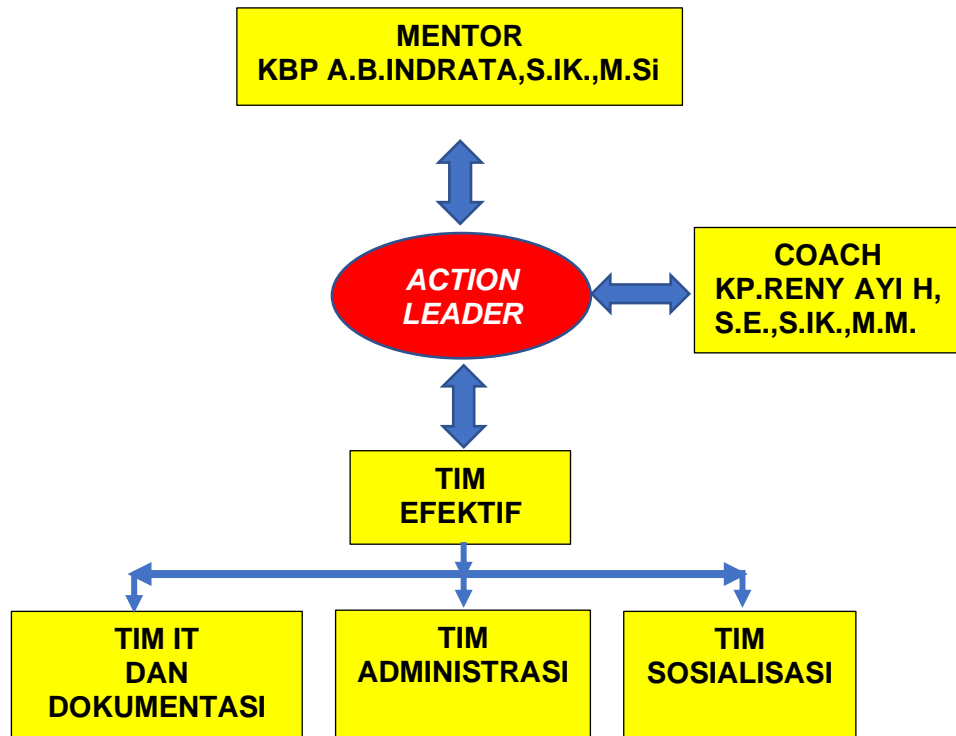 MENTOR
KBP A.B.INDRATA,S.IK.,M.Si
ACTION
LEADER
COACH
KP.RENY AYI H,
S.E.,S.IK.,M.M.
TIM
EFEKTIF
TIM IT
DAN
DOKUMENTASI
TIM
ADMINISTRASI
TIM
SOSIALISASI